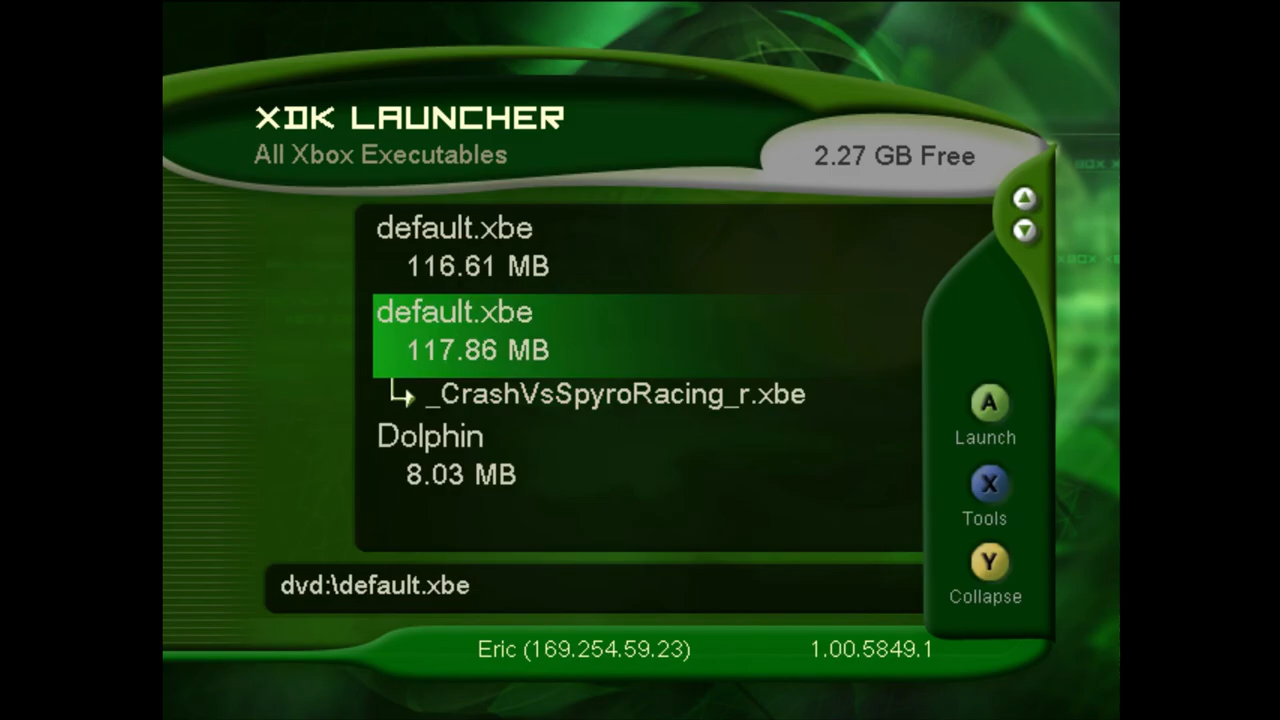 XDK LAUNCHER
All Xbox Executables
2.27 GB Free
default.xbe
116.61 MB
default.xbe
117.86 MB
_CrashVsSpyroRacing_r.xbe
Dolphin
8.03 MB
A
Launch
X
Tools
Y
Collapse
dvd:\default.xbe
Eric (169.254.59.23)
1.00.5849.1